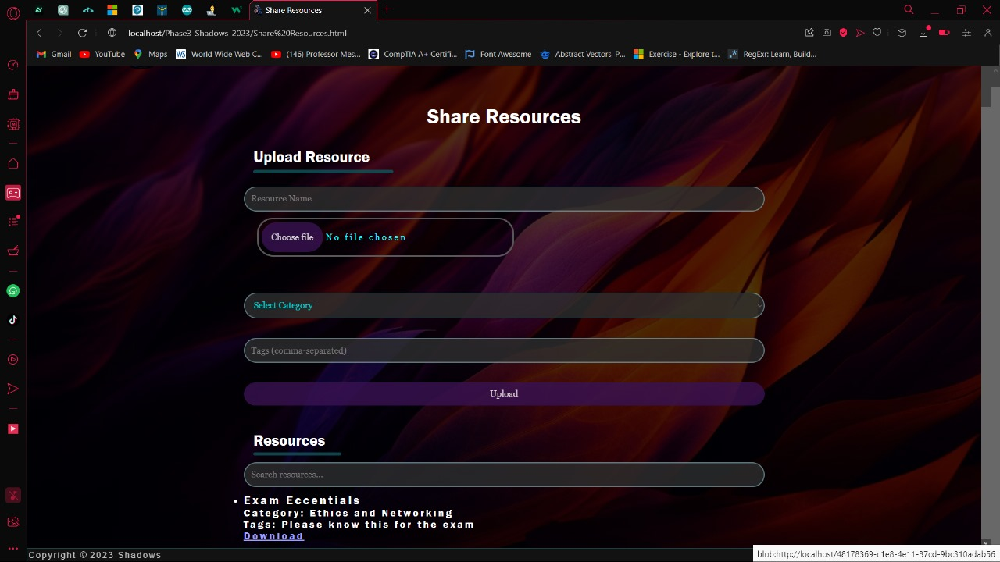 Share Resources
localhost/Phase3_Shadows_2023/Share%20Resources.html
Gmail
YouTube
Maps
World Wide Web C...
(146) Professor Mes...
CompTIA A+ Certifi...
Font Awesome
Abstract Vectors, P...
Exercise - Explore t...
RegExr: Learn, Build...
Share Resources
Upload Resource
Resource Name
Choose file No file chosen
Select Category
Tags (comma-separated)
Upload
Resources
Search resources...
• Exam Eccentials
Category: Ethics and Networking
Tags: Please know this for the exam
Download
Copyright © 2023 Shadows
blob:http://localhost/48178369-c1e8-4e11-87cd-9bc310adab56